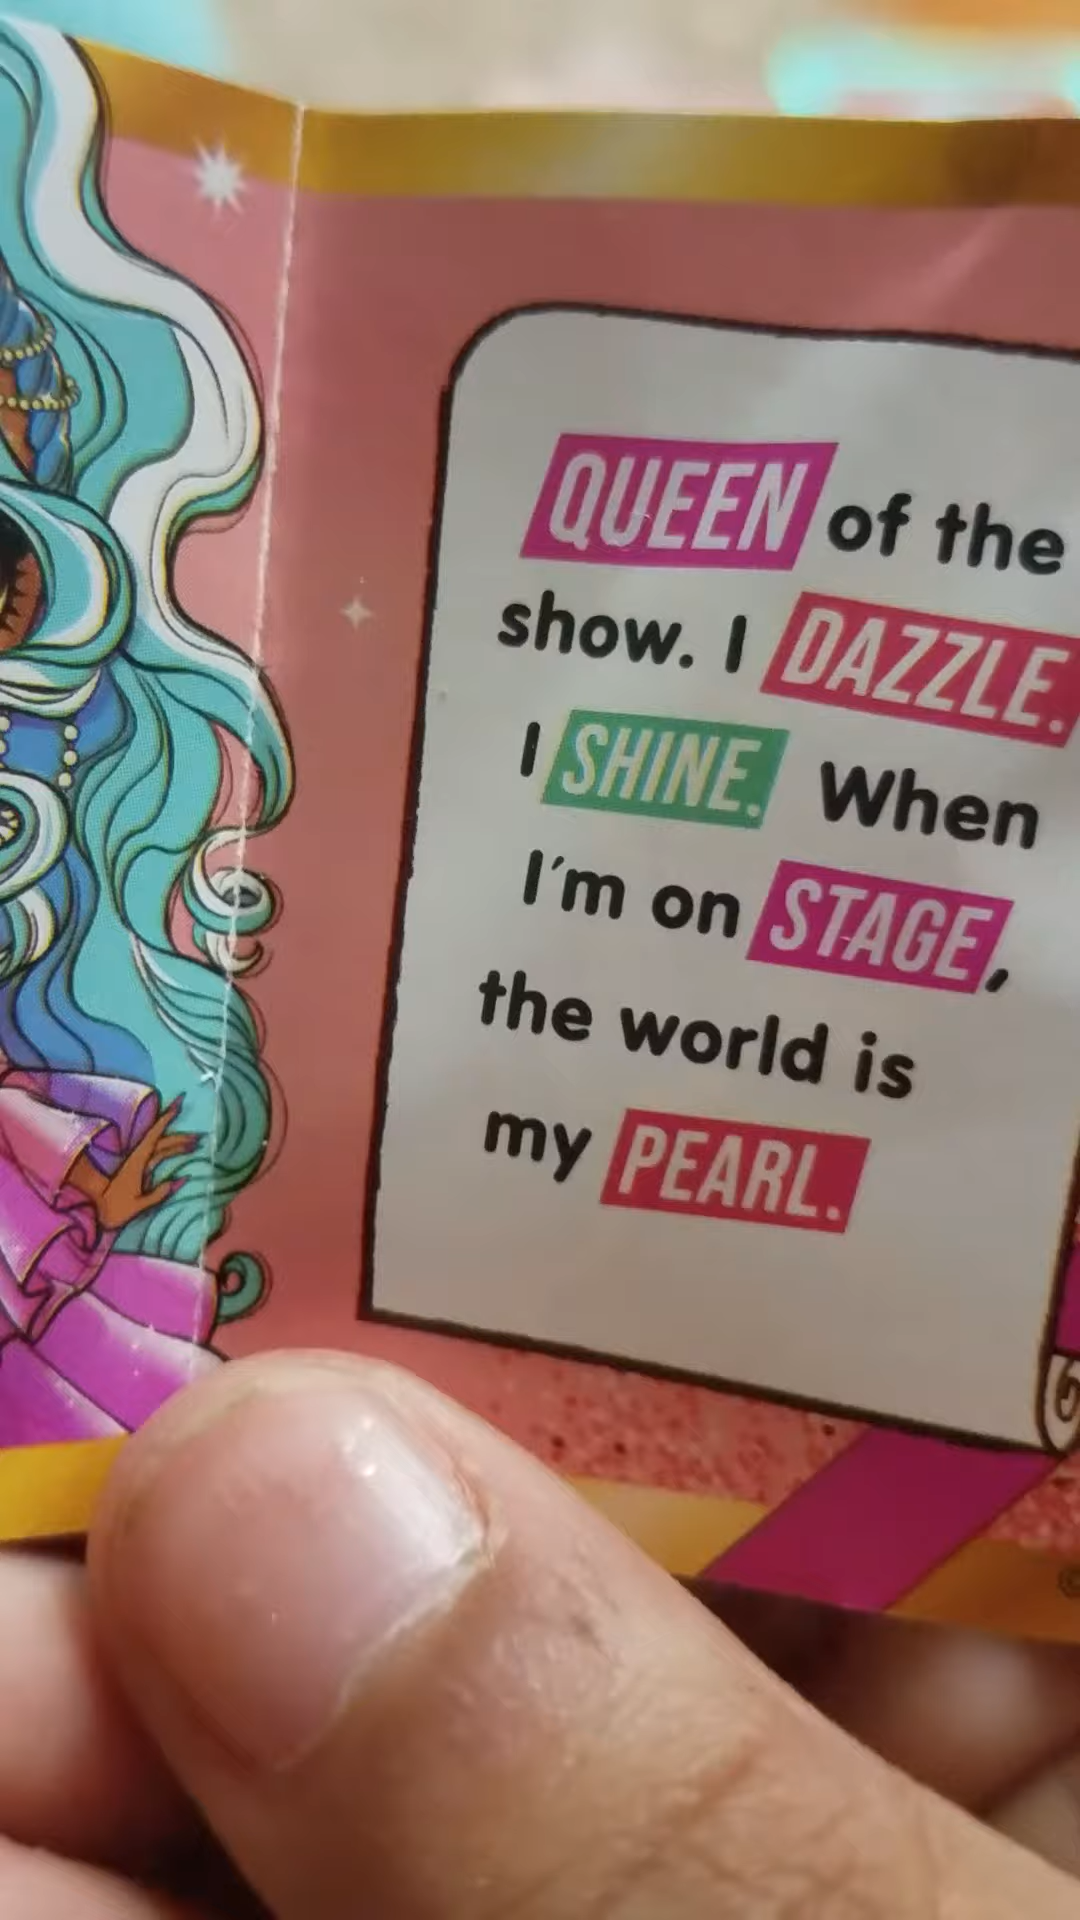 QUEEN of the
show. I DAZZLE.
I SHINE. When
I'm on STAGE,
the world is
my PEARL.